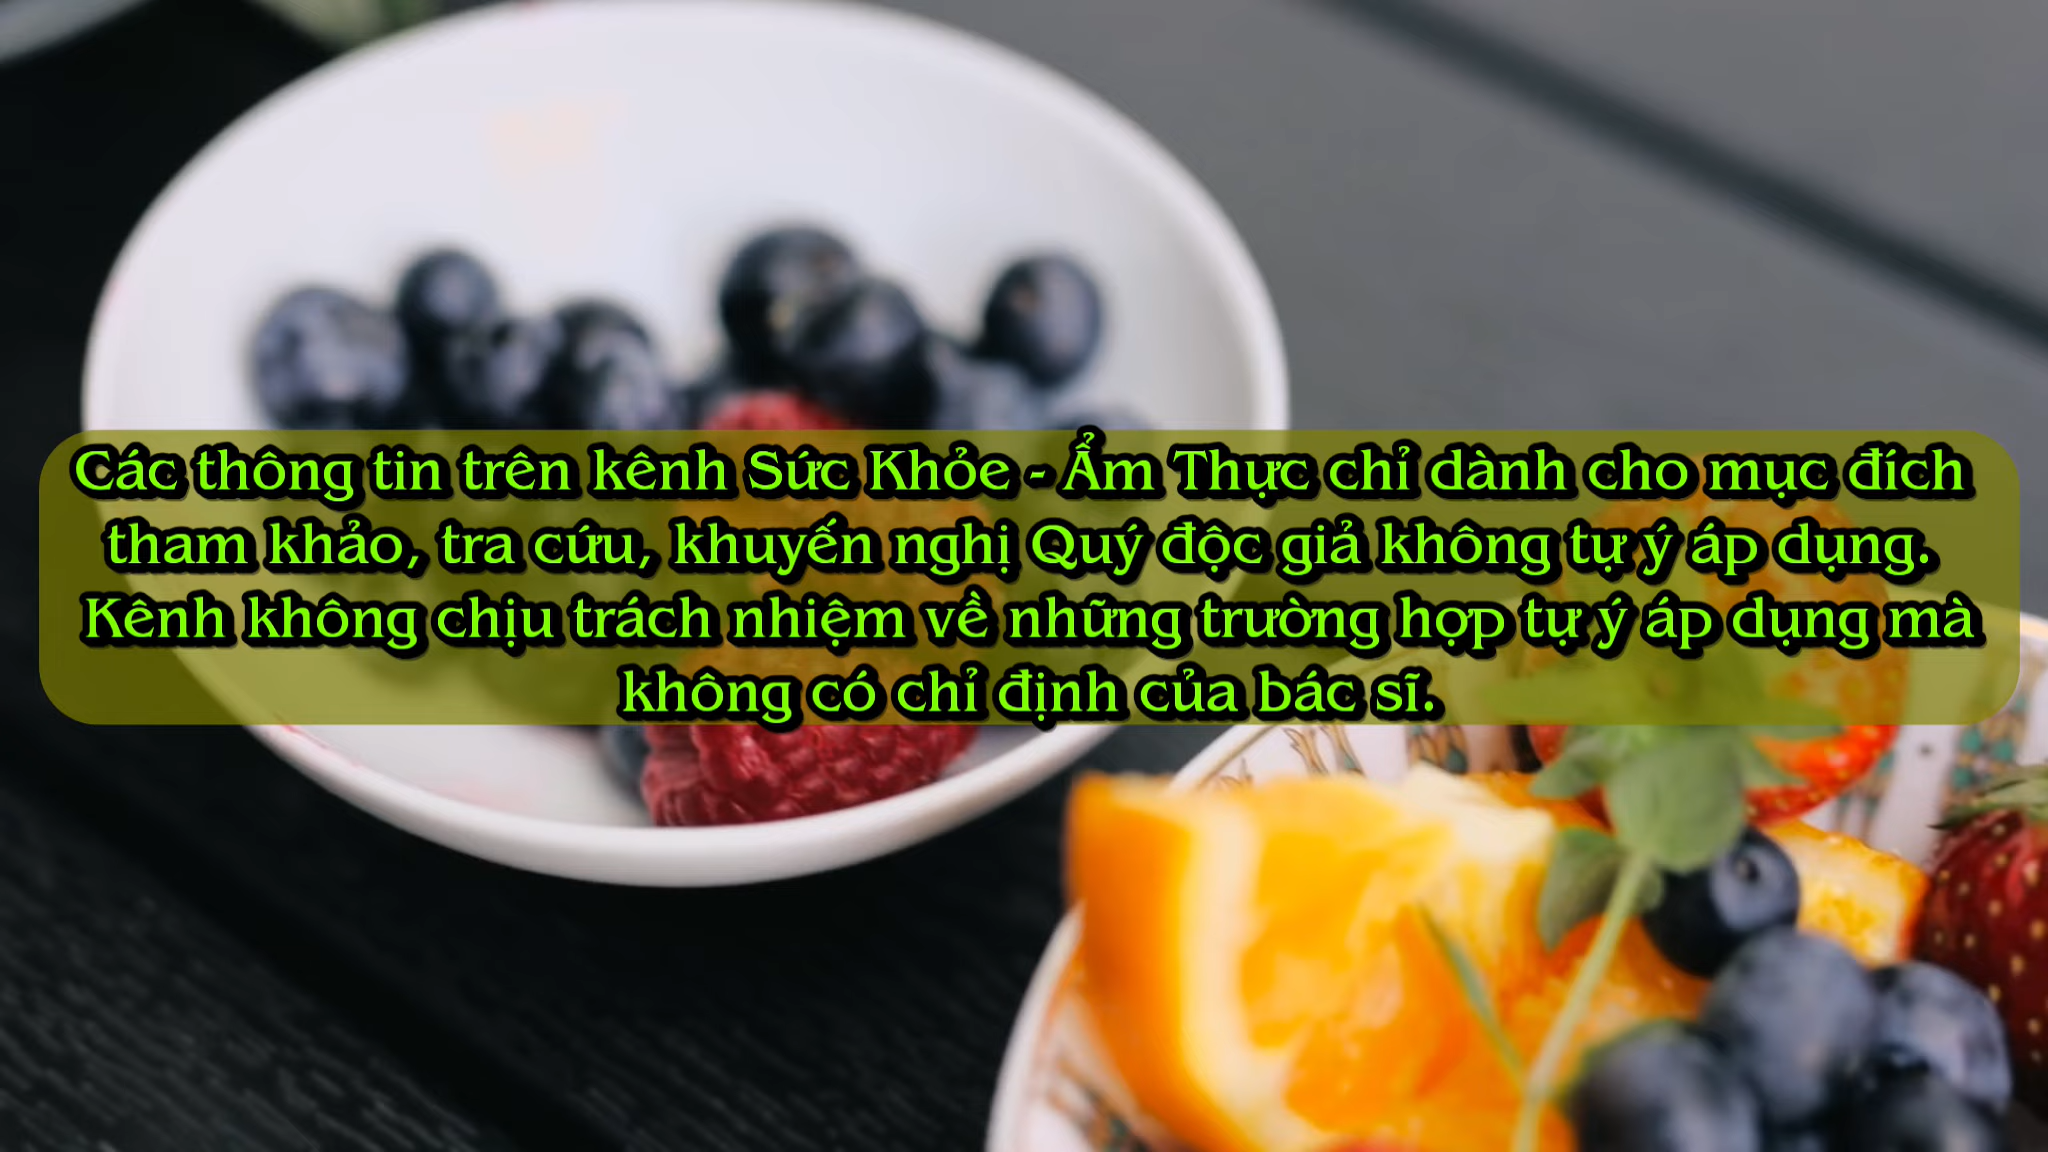 Các thông tin trên kênh Sức Khỏe - Ẩm Thực chỉ dành cho mục đích
tham khảo, tra cứu, khuyến nghị Quý độc giả không tự ý áp dụng.
Kênh không chịu trách nhiệm về những trường hợp tự ý áp dụng mà
không có chỉ định của bác sĩ.